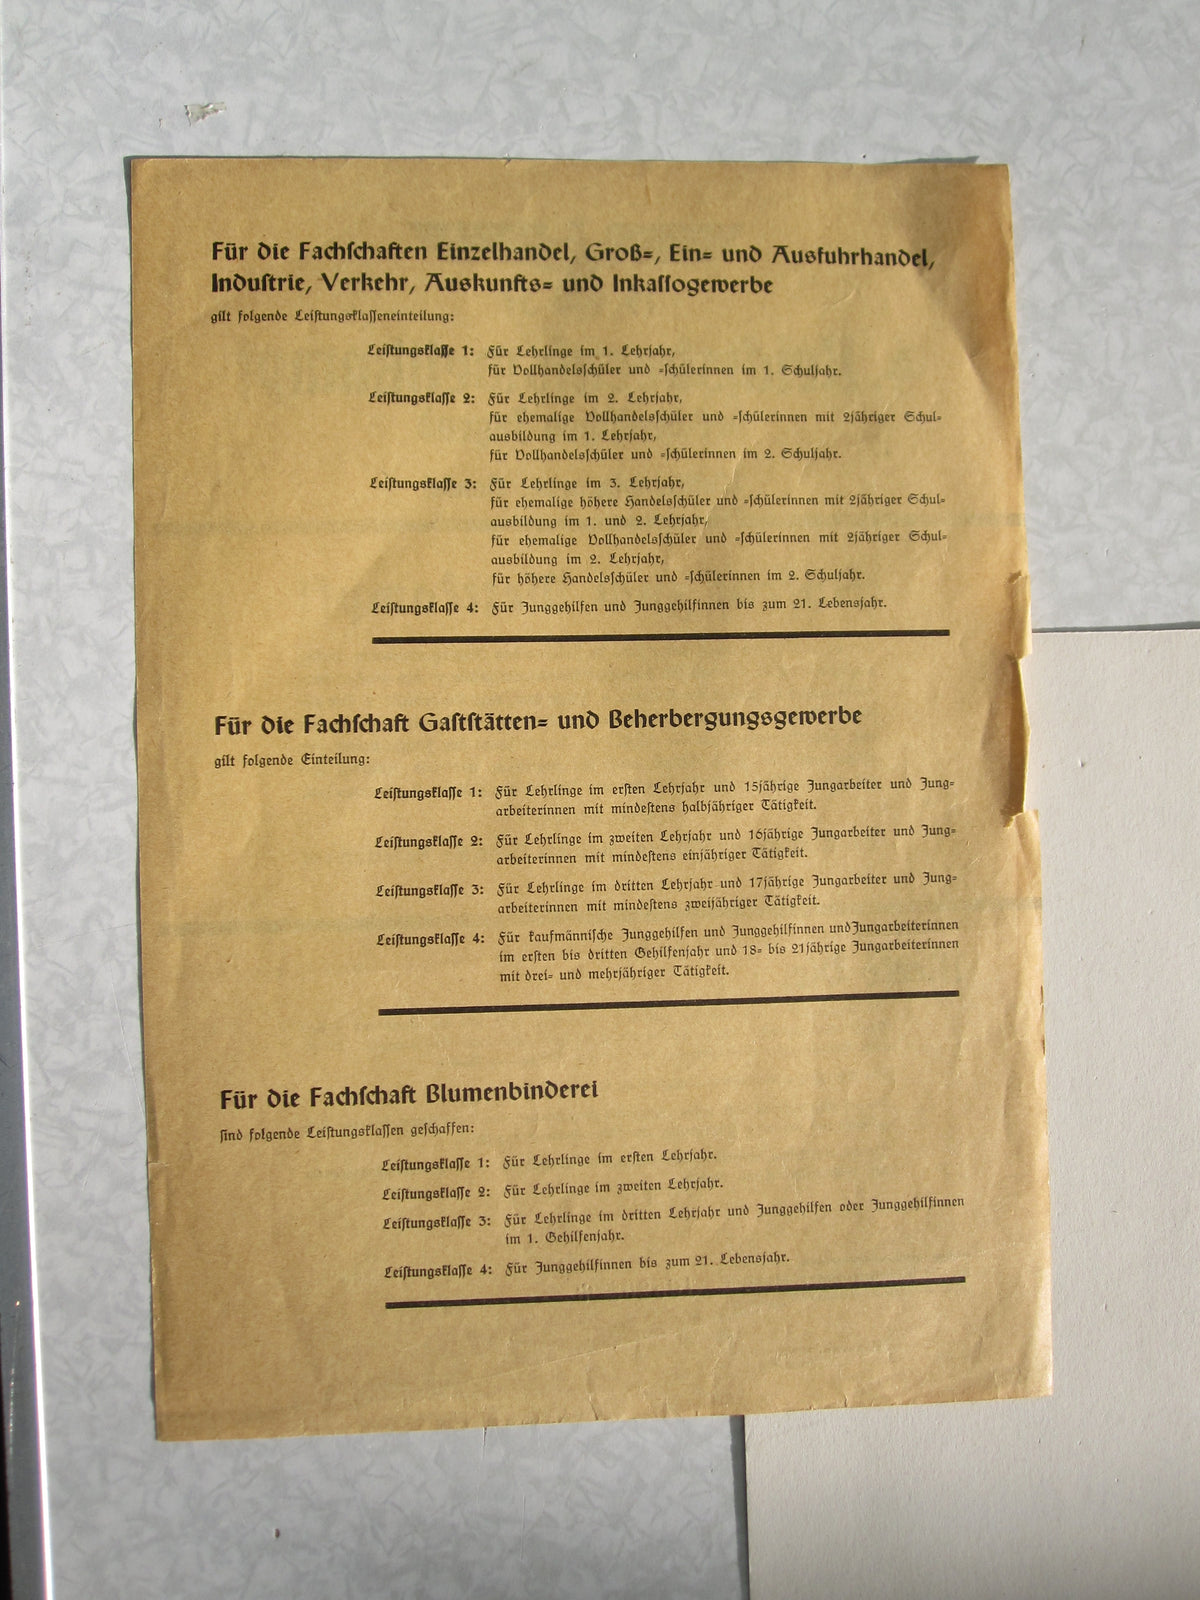 Für die Fachschaften Einzelhandel, Groß-, Ein- und Ausfuhrhandel,
Industrie, Verkehr, Auskunfts- und Inkassogewerbe
gilt folgende Leistungsklasseneinteilung:
Leistungsklasse 1: Für Lehrlinge im 1. Lehrjahr,
für Vollhandelsschüler und -schülerinnen im 1. Schuljahr.
Leistungsklasse 2: Für Lehrlinge im 2. Lehrjahr,
für ehemalige Vollhandelsschüler und -schülerinnen mit 2jähriger Schul-
ausbildung im 1. Lehrjahr,
für Vollhandelsschüler und -schülerinnen im 2. Schuljahr.
Leistungsklasse 3: Für Lehrlinge im 3. Lehrjahr,
für ehemalige höhere Handelsschüler und -schülerinnen mit 2jähriger Schul-
ausbildung im 1. und 2. Lehrjahr,
für ehemalige Vollhandelsschüler und -schülerinnen mit 2jähriger Schul-
ausbildung im 2. Lehrjahr,
für höhere Handelsschüler und -schülerinnen im 2. Schuljahr.
Leistungsklasse 4: Für Junggehilfen und Junggehilfinnen bis zum 21. Lebensjahr.
Für die Fachschaft Gaststätten- und Beherbergungsgewerbe
gilt folgende Einteilung:
Leistungsklasse 1: Für Lehrlinge im ersten Lehrjahr und 15jährige Jungarbeiter und Jung-
arbeiterinnen mit mindestens halbjähriger Tätigkeit.
Leistungsklasse 2: Für Lehrlinge im zweiten Lehrjahr und 16jährige Jungarbeiter und Jung-
arbeiterinnen mit mindestens einjähriger Tätigkeit.
Leistungsklasse 3: Für Lehrlinge im dritten Lehrjahr und 17jährige Jungarbeiter und Jung-
arbeiterinnen mit mindestens zweijähriger Tätigkeit.
Leistungsklasse 4: Für kaufmännische Junggehilfen und Junggehilfinnen und Jungarbeiterinnen
im ersten bis dritten Gehilfenjahr und 18- bis 21jährige Jungarbeiterinnen
mit drei- und mehrjähriger Tätigkeit.
Für die Fachschaft Blumenbinderei
sind folgende Leistungsklassen geschaffen:
Leistungsklasse 1: Für Lehrlinge im ersten Lehrjahr.
Leistungsklasse 2: Für Lehrlinge im zweiten Lehrjahr.
Leistungsklasse 3: Für Lehrlinge im dritten Lehrjahr und Junggehilfen oder Junggehilfinnen
im 1. Gehilfenjahr.
Leistungsklasse 4: Für Junggehilfinnen bis zum 21. Lebensjahr.